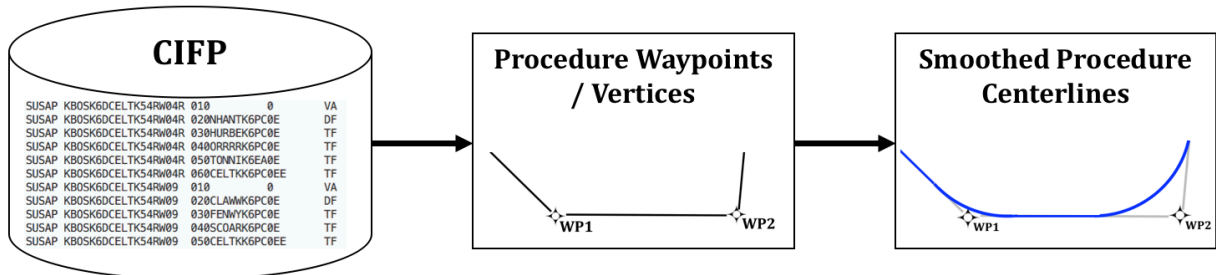 CIFP
SUSAP KBOSK6DCELTK54RW04R 010         0       VA
SUSAP KBOSK6DCELTK54RW04R 020NHANTK6PC0E      DF
SUSAP KBOSK6DCELTK54RW04R 030HURBEK6PC0E      TF
SUSAP KBOSK6DCELTK54RW04R 040ORRRRK6PC0E      TF
SUSAP KBOSK6DCELTK54RW04R 050TONNIK6EA0E      TF
SUSAP KBOSK6DCELTK54RW04R 060CELTKK6PC0EE     TF
SUSAP KBOSK6DCELTK54RW09  010         0       VA
SUSAP KBOSK6DCELTK54RW09  020CLAWWK6PC0E      DF
SUSAP KBOSK6DCELTK54RW09  030FENWYK6PC0E      TF
SUSAP KBOSK6DCELTK54RW09  040SCOARK6PC0E      TF
SUSAP KBOSK6DCELTK54RW09  050CELTKK6PC0EE     TF
Procedure Waypoints
/ Vertices
WP1
WP2
Smoothed Procedure
Centerlines
WP1
WP2